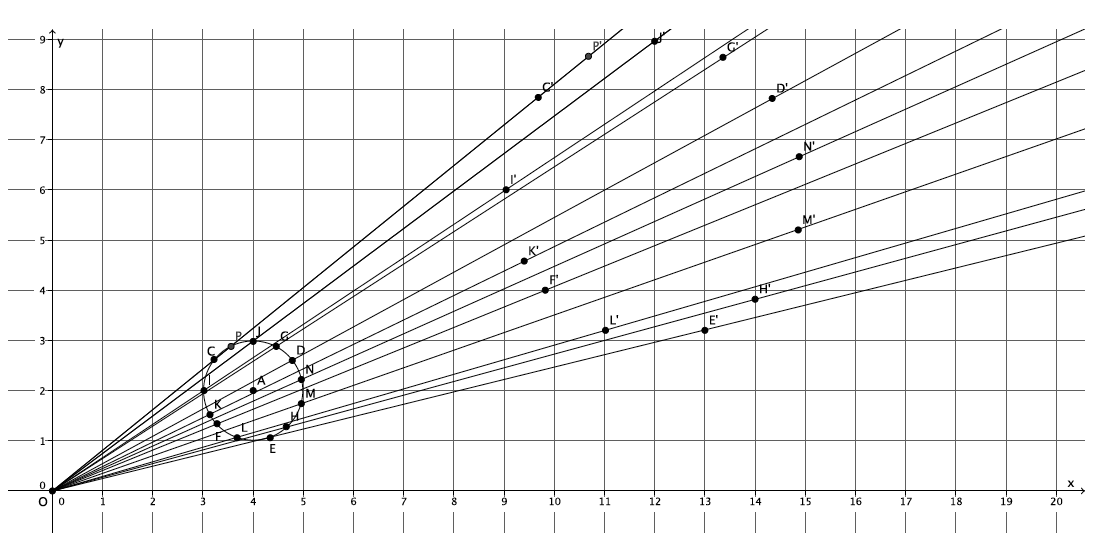 9 y
P'
J'
G'
8
C'
D'
7
N'
6
I'
M'
5
K'
F'
4
H'
L'
E'
3
P J G
C
D
N
2
A
I
M
K
H
L
1
F
E
0
x
O 0 1 2 3 4 5 6 7 8 9 10 11 12 13 14 15 16 17 18 19 20